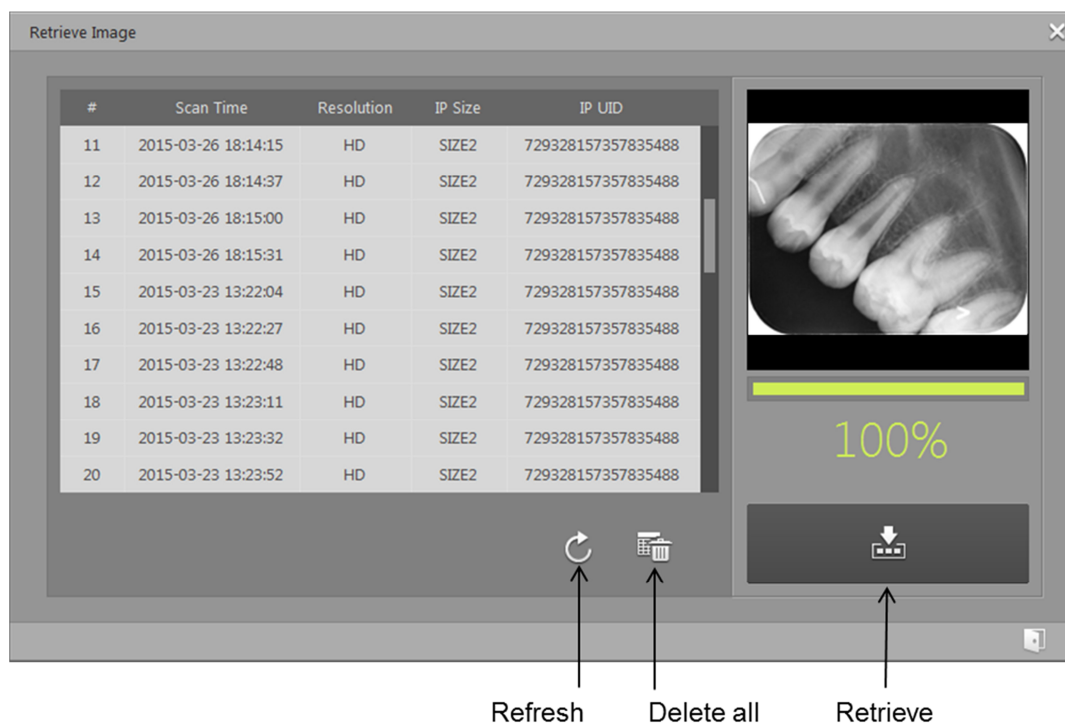 Retrieve Image
# Scan Time Resolution IP Size IP UID
11 2015-03-26 18:14:15 HD SIZE2 729328157357835488
12 2015-03-26 18:14:37 HD SIZE2 729328157357835488
13 2015-03-26 18:15:00 HD SIZE2 729328157357835488
14 2015-03-26 18:15:31 HD SIZE2 729328157357835488
15 2015-03-23 13:22:04 HD SIZE2 729328157357835488
16 2015-03-23 13:22:27 HD SIZE2 729328157357835488
17 2015-03-23 13:22:48 HD SIZE2 729328157357835488
18 2015-03-23 13:23:11 HD SIZE2 729328157357835488
19 2015-03-23 13:23:32 HD SIZE2 729328157357835488
20 2015-03-23 13:23:52 HD SIZE2 729328157357835488
100%
Refresh Delete all Retrieve